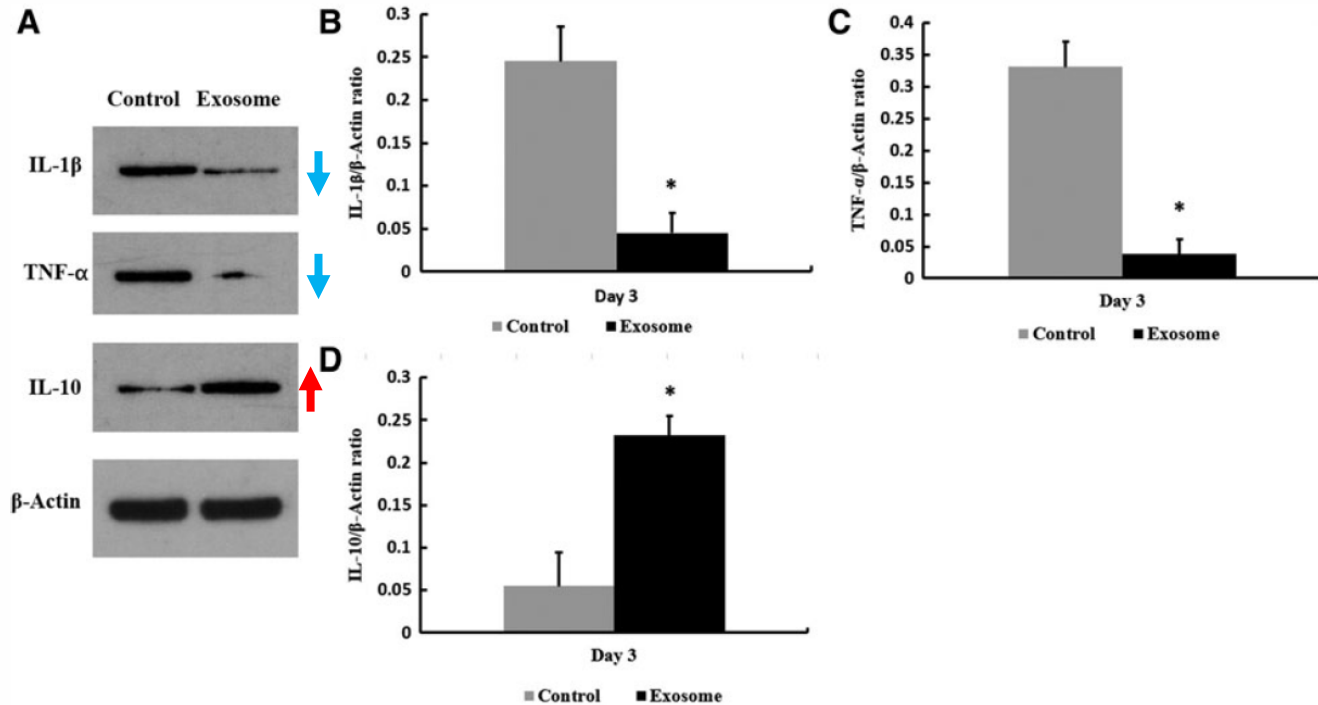 A
Control Exosome
IL-1β
TNF-α
IL-10
β-Actin
B
IL-1β/β-Actin ratio
0.3
0.25
0.2
0.15
0.1
0.05
0
*
Day 3
Control Exosome
C
TNF-α/β-Actin ratio
0.4
0.35
0.3
0.25
0.2
0.15
0.1
0.05
0
*
Day 3
Control Exosome
D
IL-10/β-Actin ratio
0.3
0.25
0.2
0.15
0.1
0.05
0
*
Day 3
Control Exosome